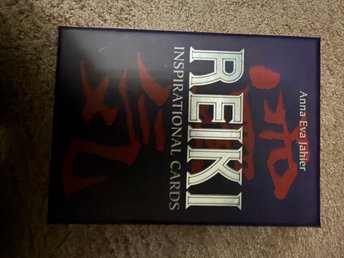 Anna Eva Jahier
REIKI
INSPIRATIONAL CARDS